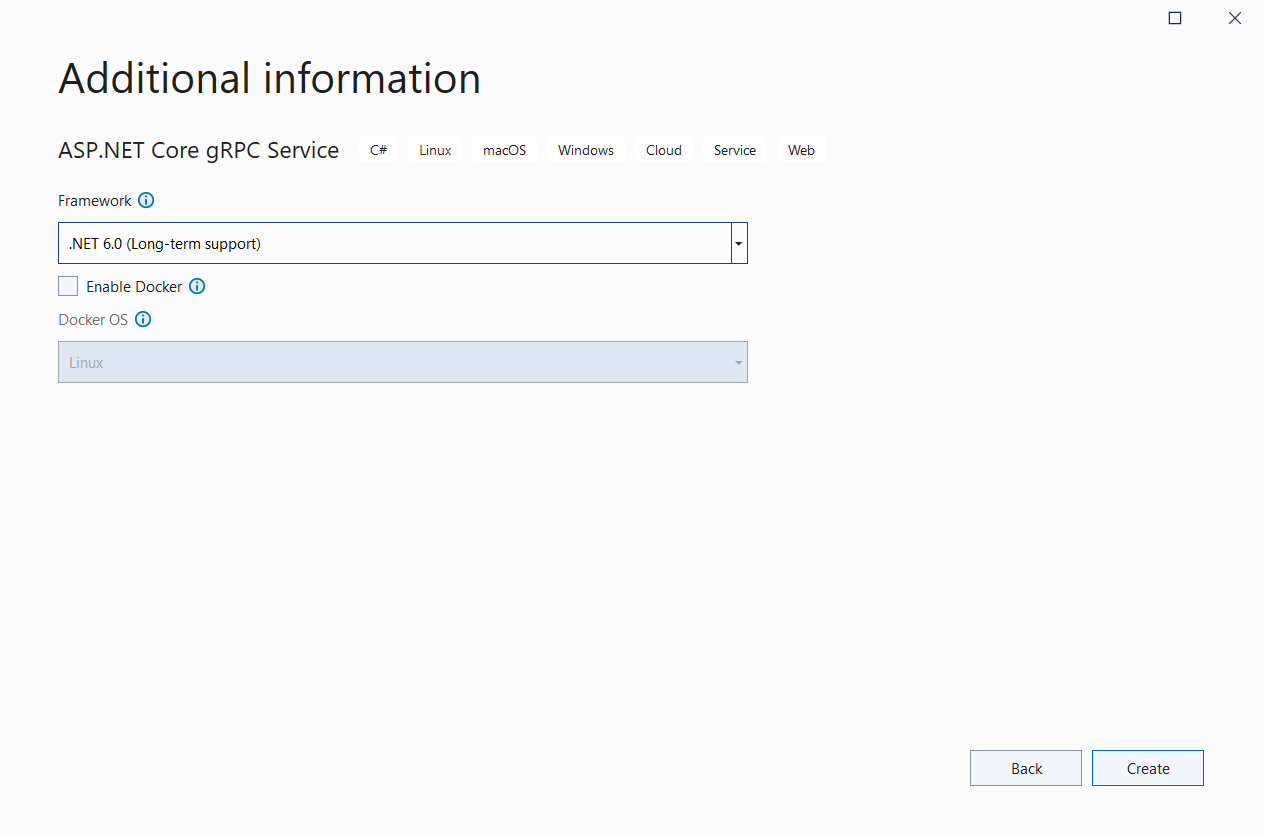 Additional information
ASP.NET Core gRPC Service C# Linux macOS Windows Cloud Service Web
Framework
.NET 6.0 (Long-term support)
Enable Docker
Docker OS
Linux
Back Create